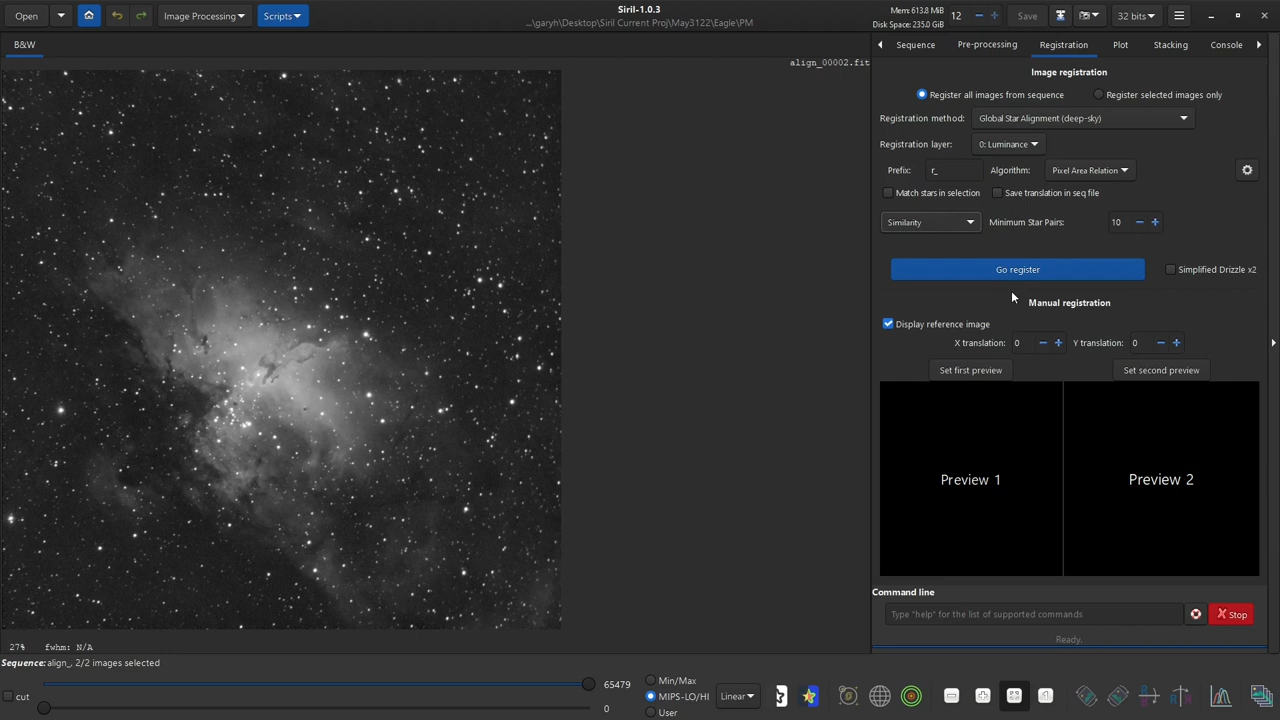 Open
Image Processing
Scripts
Siril-1.0.3
...\garyh\Desktop\Siril Current Proj\May3122\Eagle\PM
Mem: 613.8 MiB
Disk Space: 235.0 GiB
12
Save
32 bits
B&W
align_00002.fit
Sequence
Pre-processing
Registration
Plot
Stacking
Console
Image registration
Register all images from sequence
Register selected images only
Registration method:
Global Star Alignment (deep-sky)
Registration layer:
0: Luminance
Prefix:
r_
Algorithm:
Pixel Area Relation
Match stars in selection
Save translation in seq file
Similarity
Minimum Star Pairs:
10
Go register
Simplified Drizzle x2
Manual registration
Display reference image
X translation:
0
Y translation:
0
Set first preview
Set second preview
Preview 1
Preview 2
Command line
Type "help" for the list of supported commands
Stop
Ready.
27%
fwhm: N/A
Sequence: align_, 2/2 images selected
cut
65479
0
Min/Max
MIPS-LO/HI
User
Linear